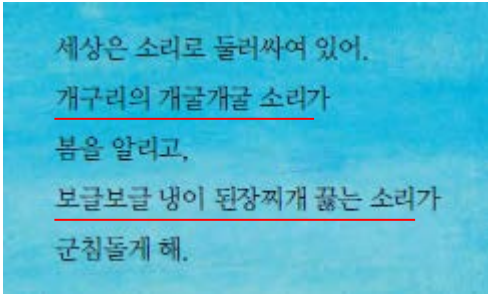 세상은 소리로 둘러싸여 있어.
개구리의 개굴개굴 소리가
봄을 알리고,
보글보글 냉이 된장찌개 끓는 소리가
군침돌게 해.